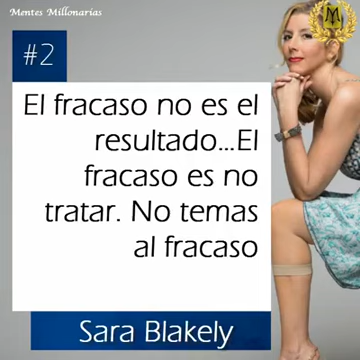 Mentes Millonarias
M
#2
El fracaso no es el
resultado...El
fracaso es no
tratar. No temas
al fracaso
Sara Blakely